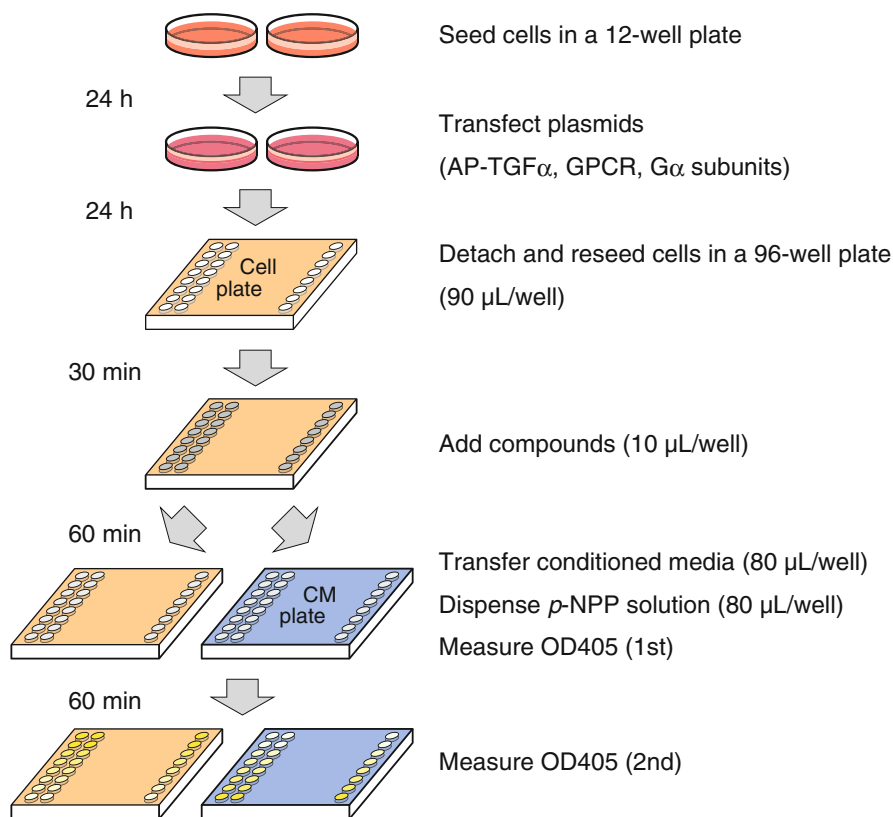 Seed cells in a 12-well plate
24 h
Transfect plasmids
(AP-TGFα, GPCR, Gα subunits)
24 h
Detach and reseed cells in a 96-well plate
(90 µL/well)
Cell
plate
30 min
Add compounds (10 µL/well)
60 min
Transfer conditioned media (80 µL/well)
Dispense p-NPP solution (80 µL/well)
Measure OD405 (1st)
CM
plate
60 min
Measure OD405 (2nd)